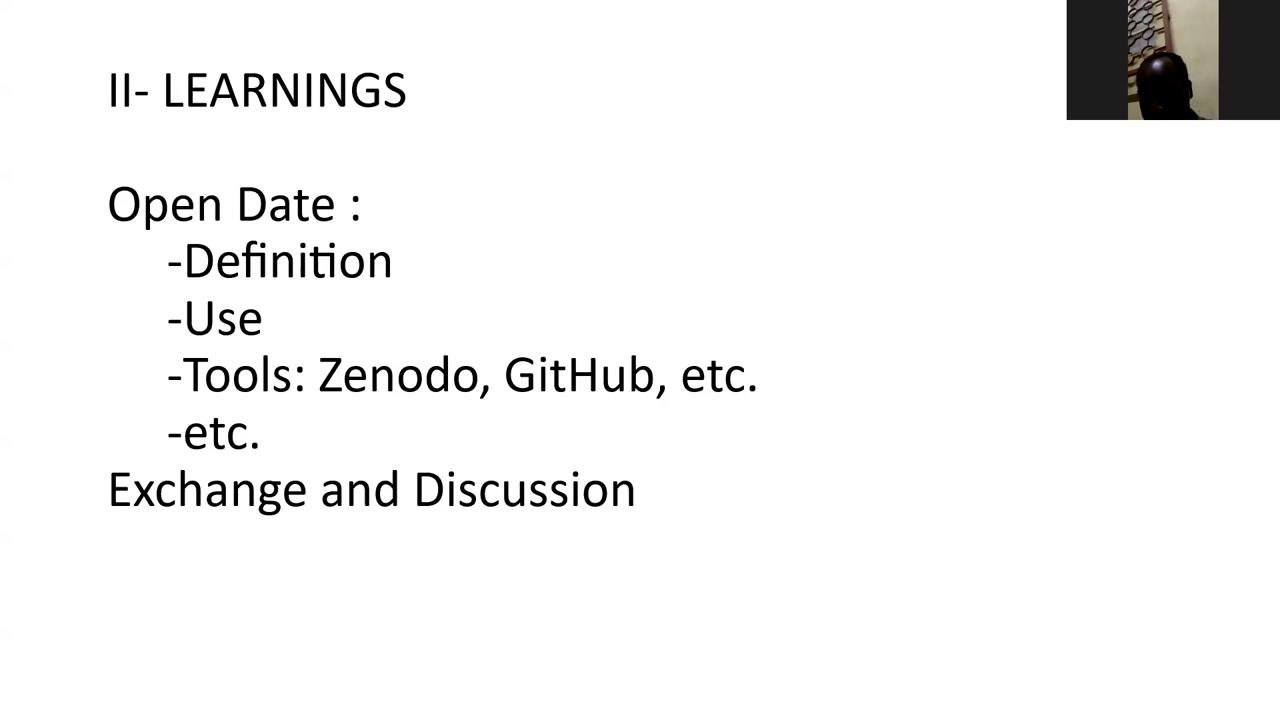 II- LEARNINGS
Open Date :
-Definition
-Use
-Tools: Zenodo, GitHub, etc.
-etc.
Exchange and Discussion